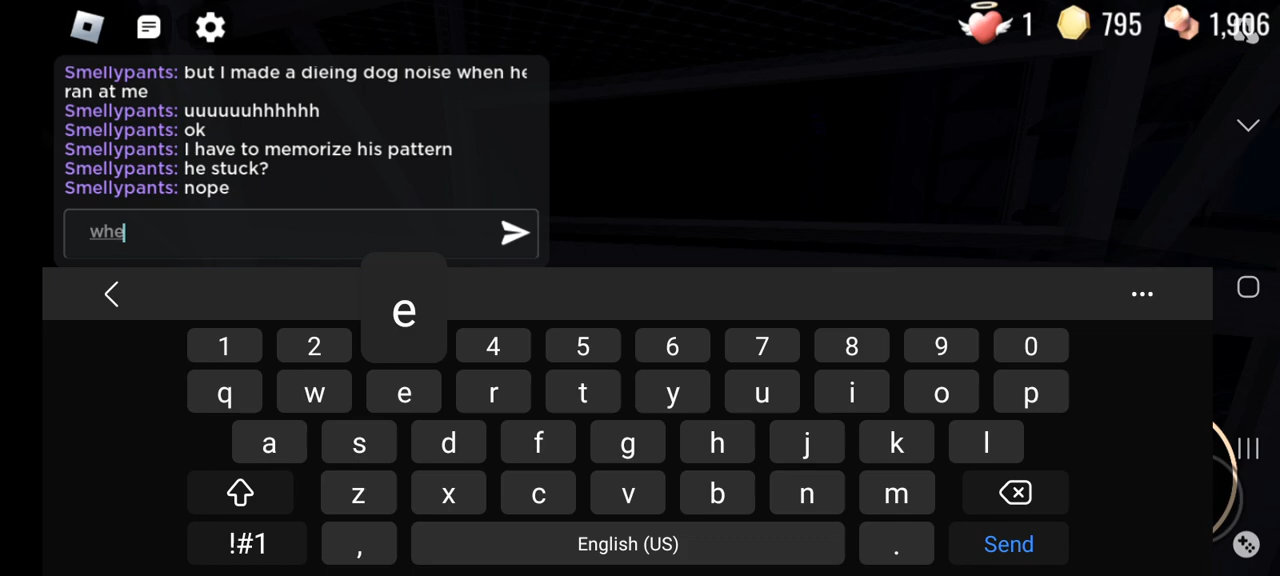 1 795 1,906
Smellypants: but I made a dieing dog noise when he
ran at me
Smellypants: uuuuuuhhhhhh
Smellypants: ok
Smellypants: I have to memorize his pattern
Smellypants: he stuck?
Smellypants: nope
whe
e
1 2 4 5 6 7 8 9 0
q w e r t y u i o p
a s d f g h j k l
z x c v b n m
!#1 , English (US) . Send